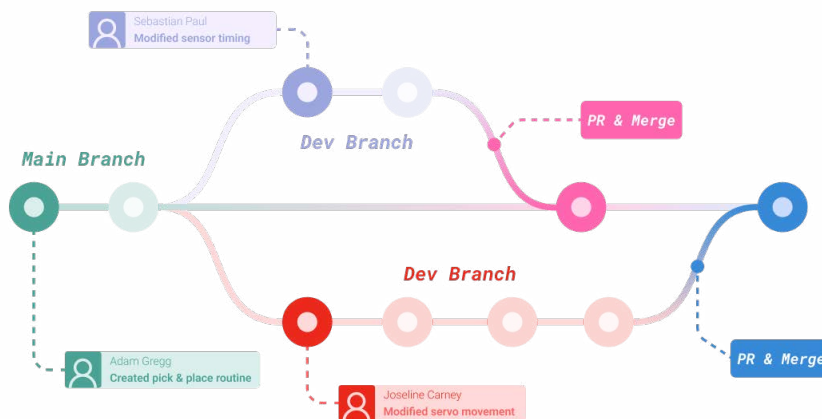 Sebastian Paul
Modified sensor timing
PR & Merge
Dev Branch
Main Branch
Dev Branch
PR & Merge
Adam Gregg
Created pick & place routine
Joseline Carney
Modified servo movement